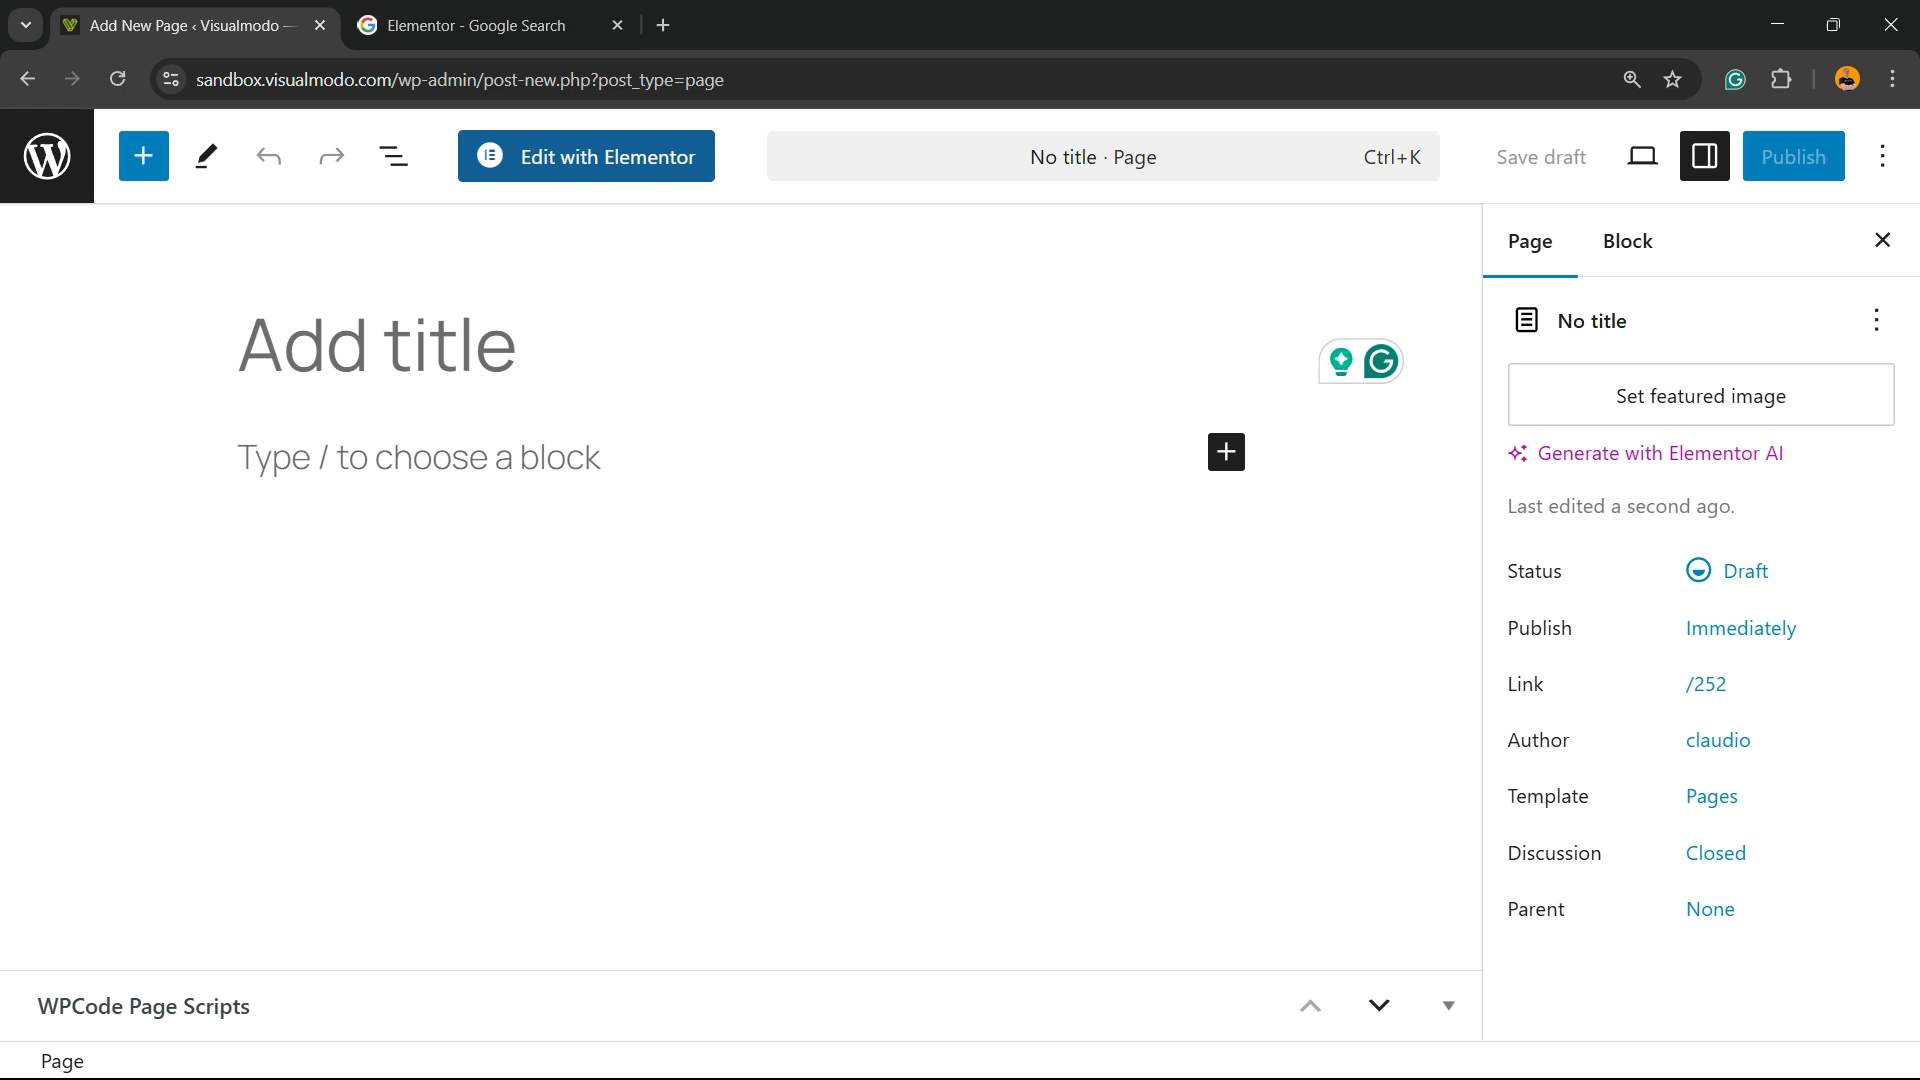 Add New Page ‹ Visualmodo —
Elementor - Google Search
sandbox.visualmodo.com/wp-admin/post-new.php?post_type=page
Edit with Elementor
No title · Page
Ctrl+K
Save draft
Publish
Page
Block
No title
Set featured image
Generate with Elementor AI
Last edited a second ago.
Status
Draft
Publish
Immediately
Link
/252
Author
claudio
Template
Pages
Discussion
Closed
Parent
None
Add title
Type / to choose a block
WPCode Page Scripts
Page